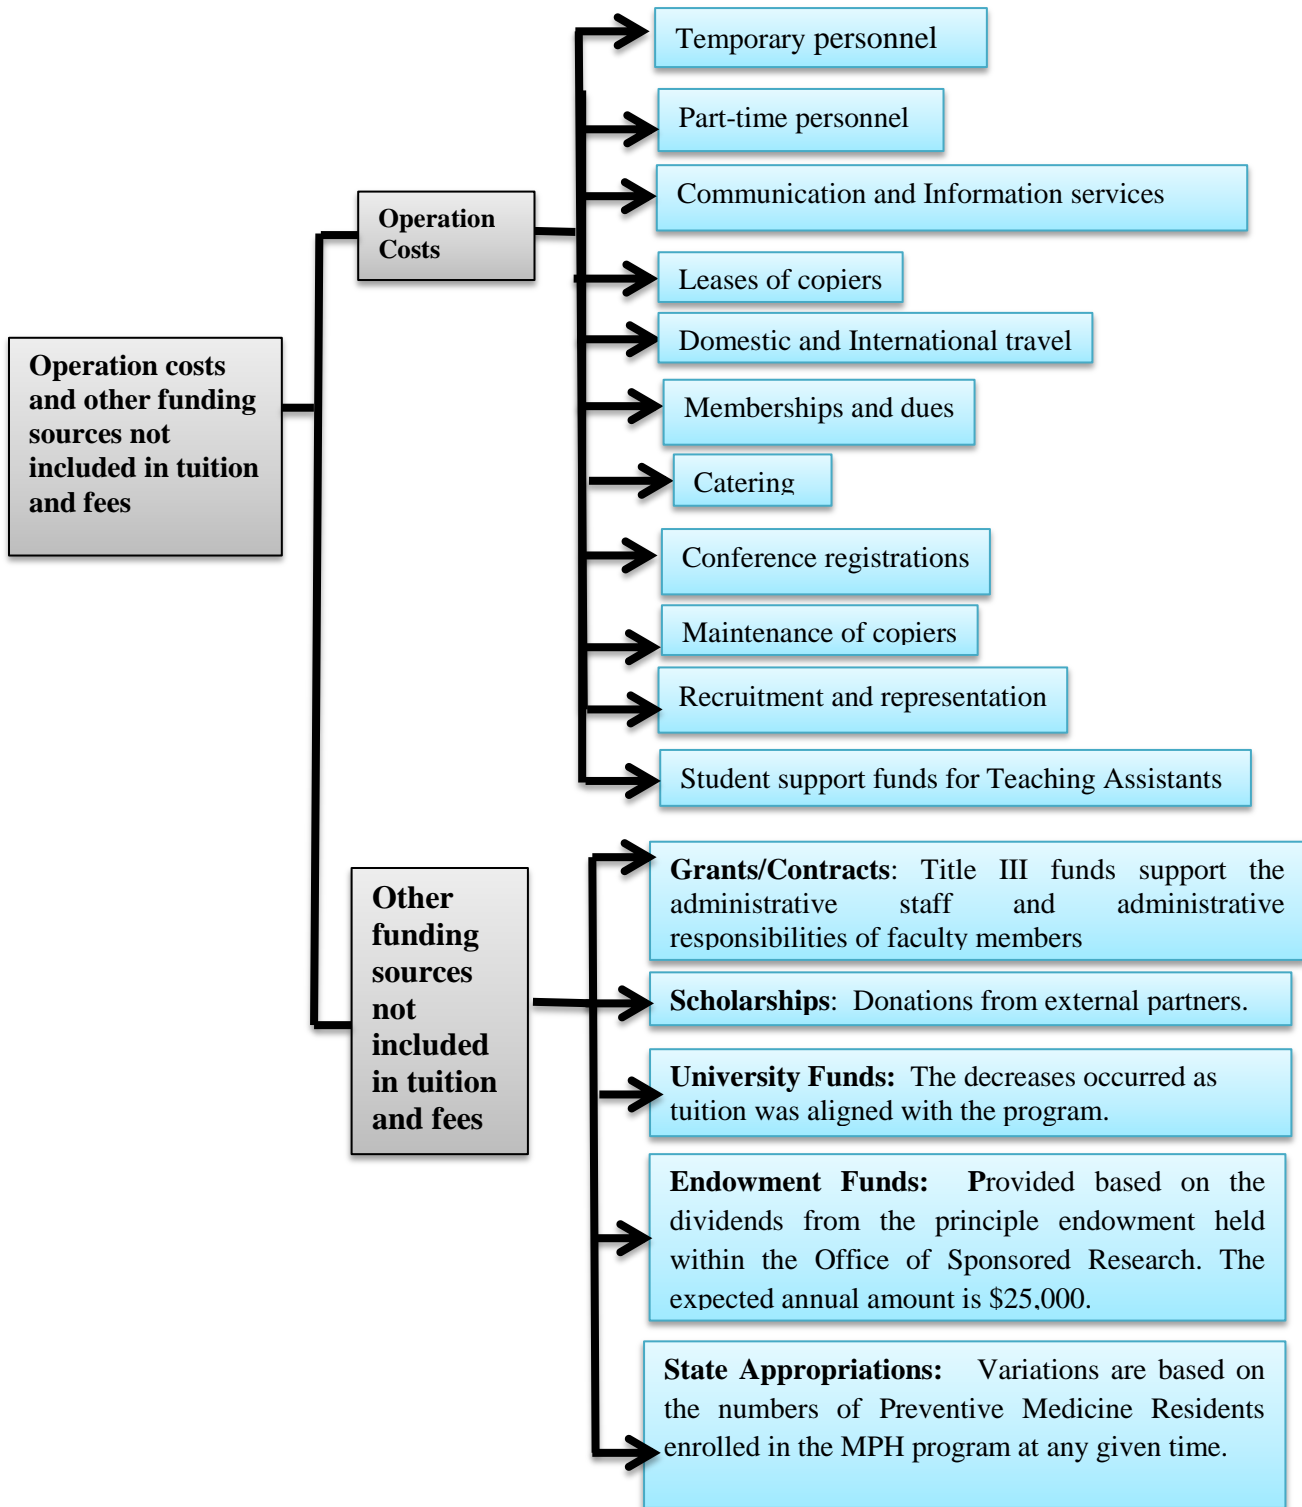 Operation costs
and other funding
sources not
included in tuition
and fees
Operation
Costs
Temporary personnel
Part-time personnel
Communication and Information services
Leases of copiers
Domestic and International travel
Memberships and dues
Catering
Conference registrations
Maintenance of copiers
Recruitment and representation
Student support funds for Teaching Assistants
Other
funding
sources
not
included
in tuition
and fees
Grants/Contracts: Title III funds support the
administrative staff and administrative
responsibilities of faculty members
Scholarships: Donations from external partners.
University Funds: The decreases occurred as
tuition was aligned with the program.
Endowment Funds: Provided based on the
dividends from the principle endowment held
within the Office of Sponsored Research. The
expected annual amount is $25,000.
State Appropriations: Variations are based on
the numbers of Preventive Medicine Residents
enrolled in the MPH program at any given time.